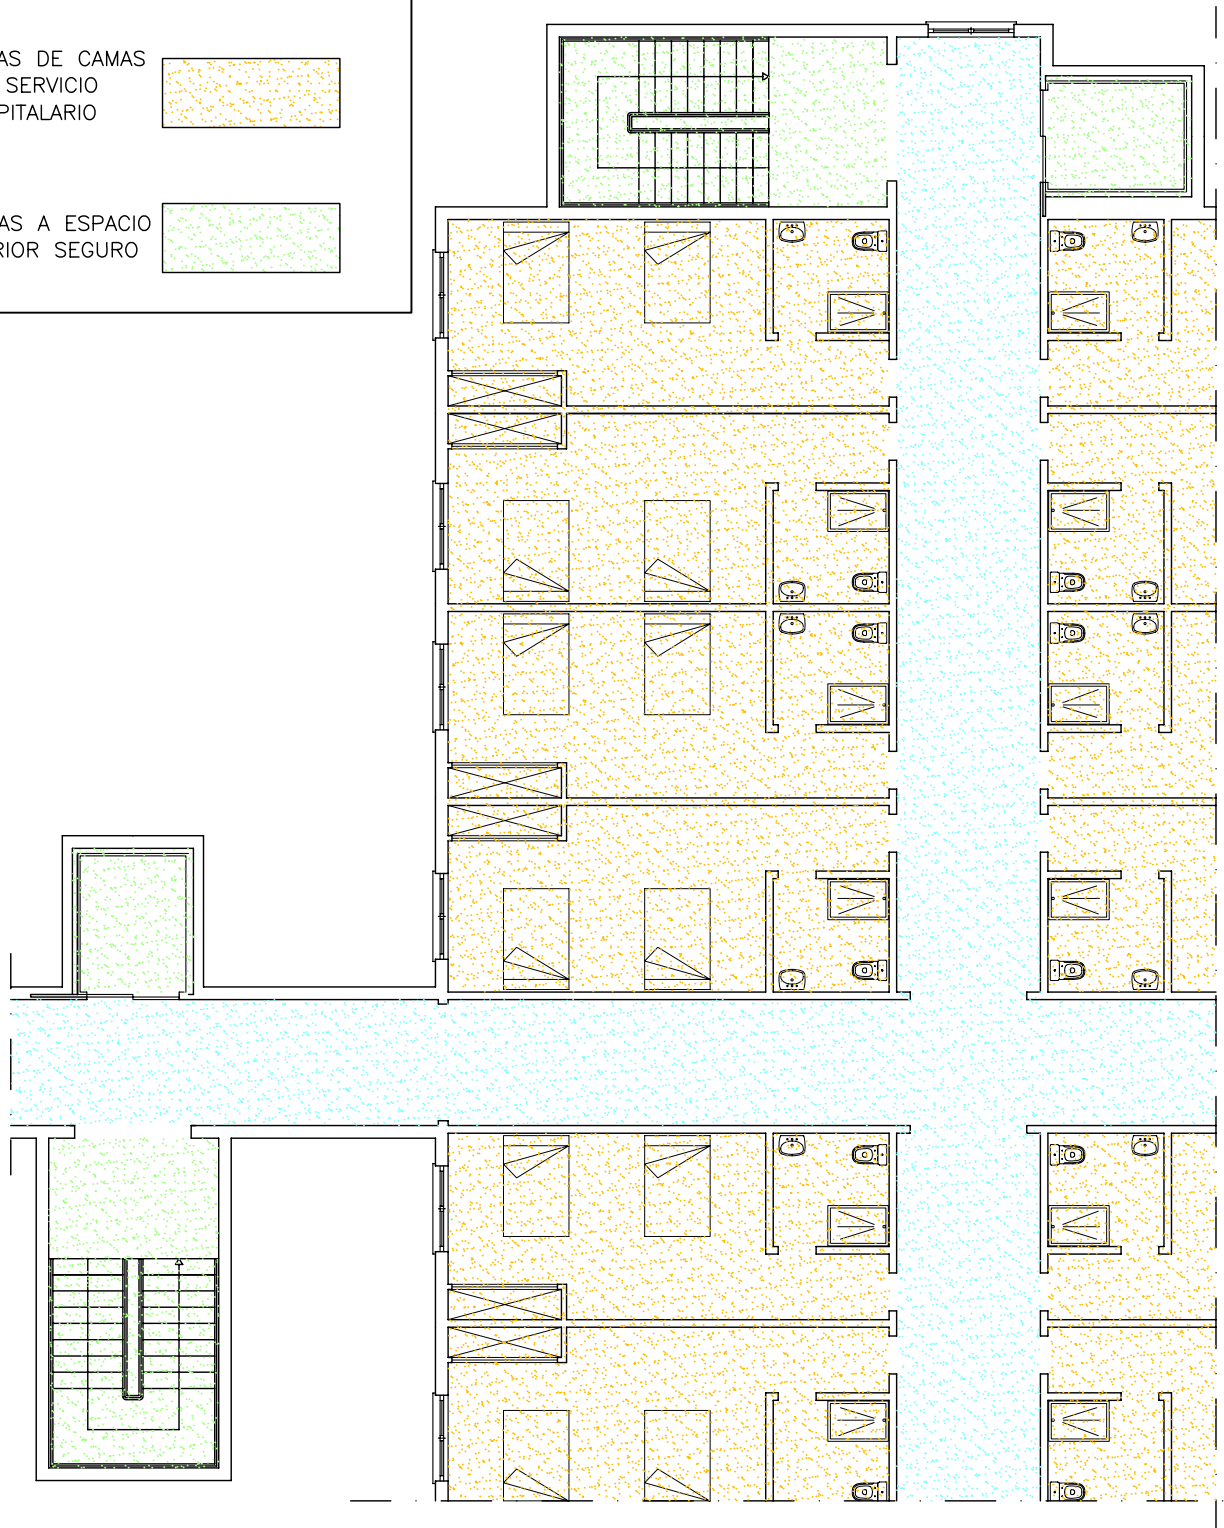 AS DE CAMAS
SERVICIO
PITALARIO
AS A ESPACIO
RIOR SEGURO